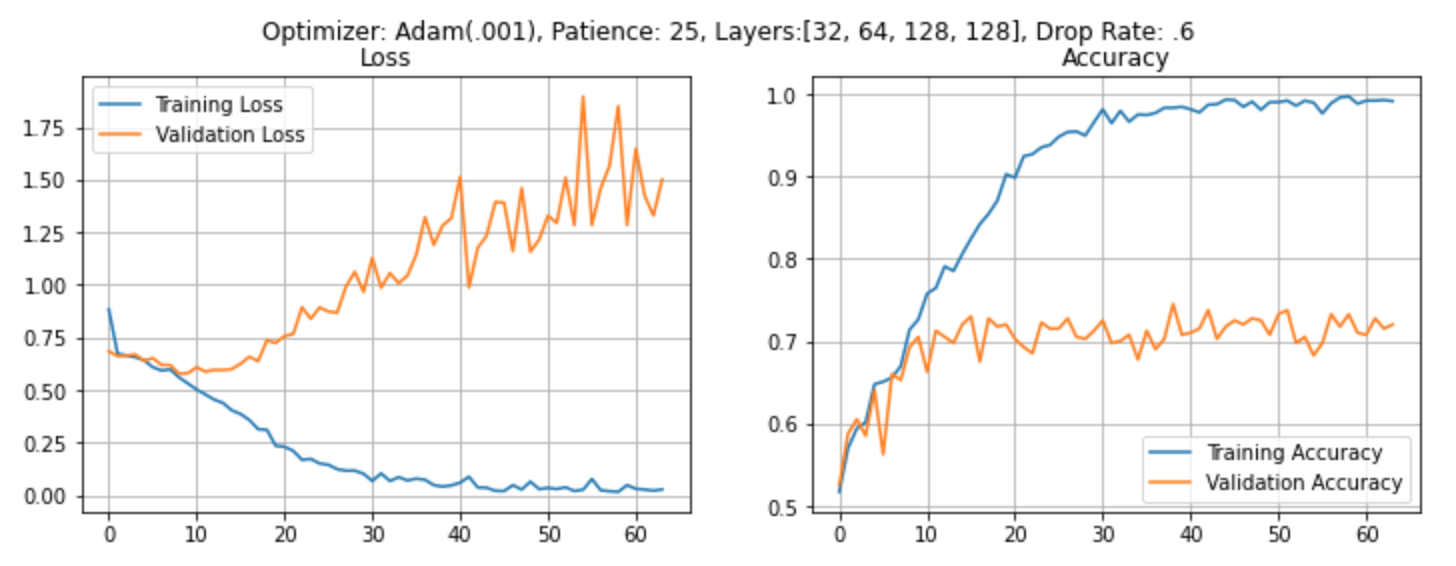 Optimizer: Adam(.001), Patience: 25, Layers:[32, 64, 128, 128], Drop Rate: .6
Loss
Training Loss
Validation Loss
1.75
1.50
1.25
1.00
0.75
0.50
0.25
0.00
0 10 20 30 40 50 60
Accuracy
1.0
0.9
0.8
0.7
0.6
0.5
Training Accuracy
Validation Accuracy
0 10 20 30 40 50 60